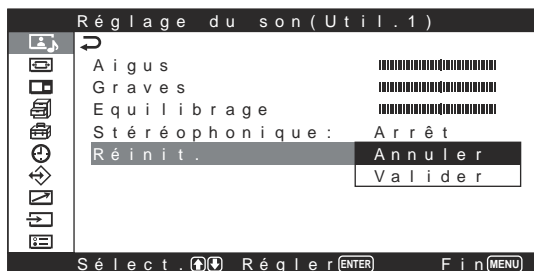 Réglage du son(Util.1)
Aigus
Graves
Equilibrage
Stéréophonique: Arrêt
Réinit. Annuler
Valider
Sélect. Régler ENTER Fin MENU